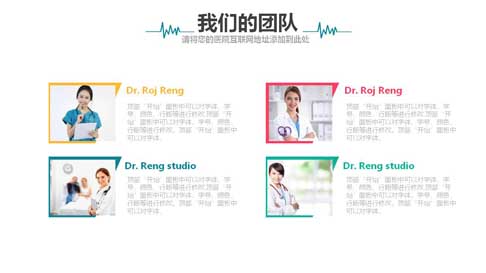 我们的团队
请将您的医院互联网地址添加到此处
Dr. Roj Reng
顶部“开始”面板中可以对字体、字
号、颜色、行距等进行修改,顶部“开
始”面板中可以对字体、字号、颜色、
行距等进行修改。顶部“开始”面板中
可以对字体、
Dr. Roj Reng
顶部“开始”面板中可以对字体、字
号、颜色、行距等进行修改,顶部“开
始”面板中可以对字体、字号、颜色、
行距等进行修改。顶部“开始”面板中
可以对字体、
Dr. Reng studio
顶部“开始”面板中可以对字体、字
号、颜色、行距等进行修改,顶部“开
始”面板中可以对字体、字号、颜色、
行距等进行修改。顶部“开始”面板中
可以对字体、
Dr. Reng studio
顶部“开始”面板中可以对字体、字
号、颜色、行距等进行修改,顶部“开
始”面板中可以对字体、字号、颜色、
行距等进行修改。顶部“开始”面板中
可以对字体、